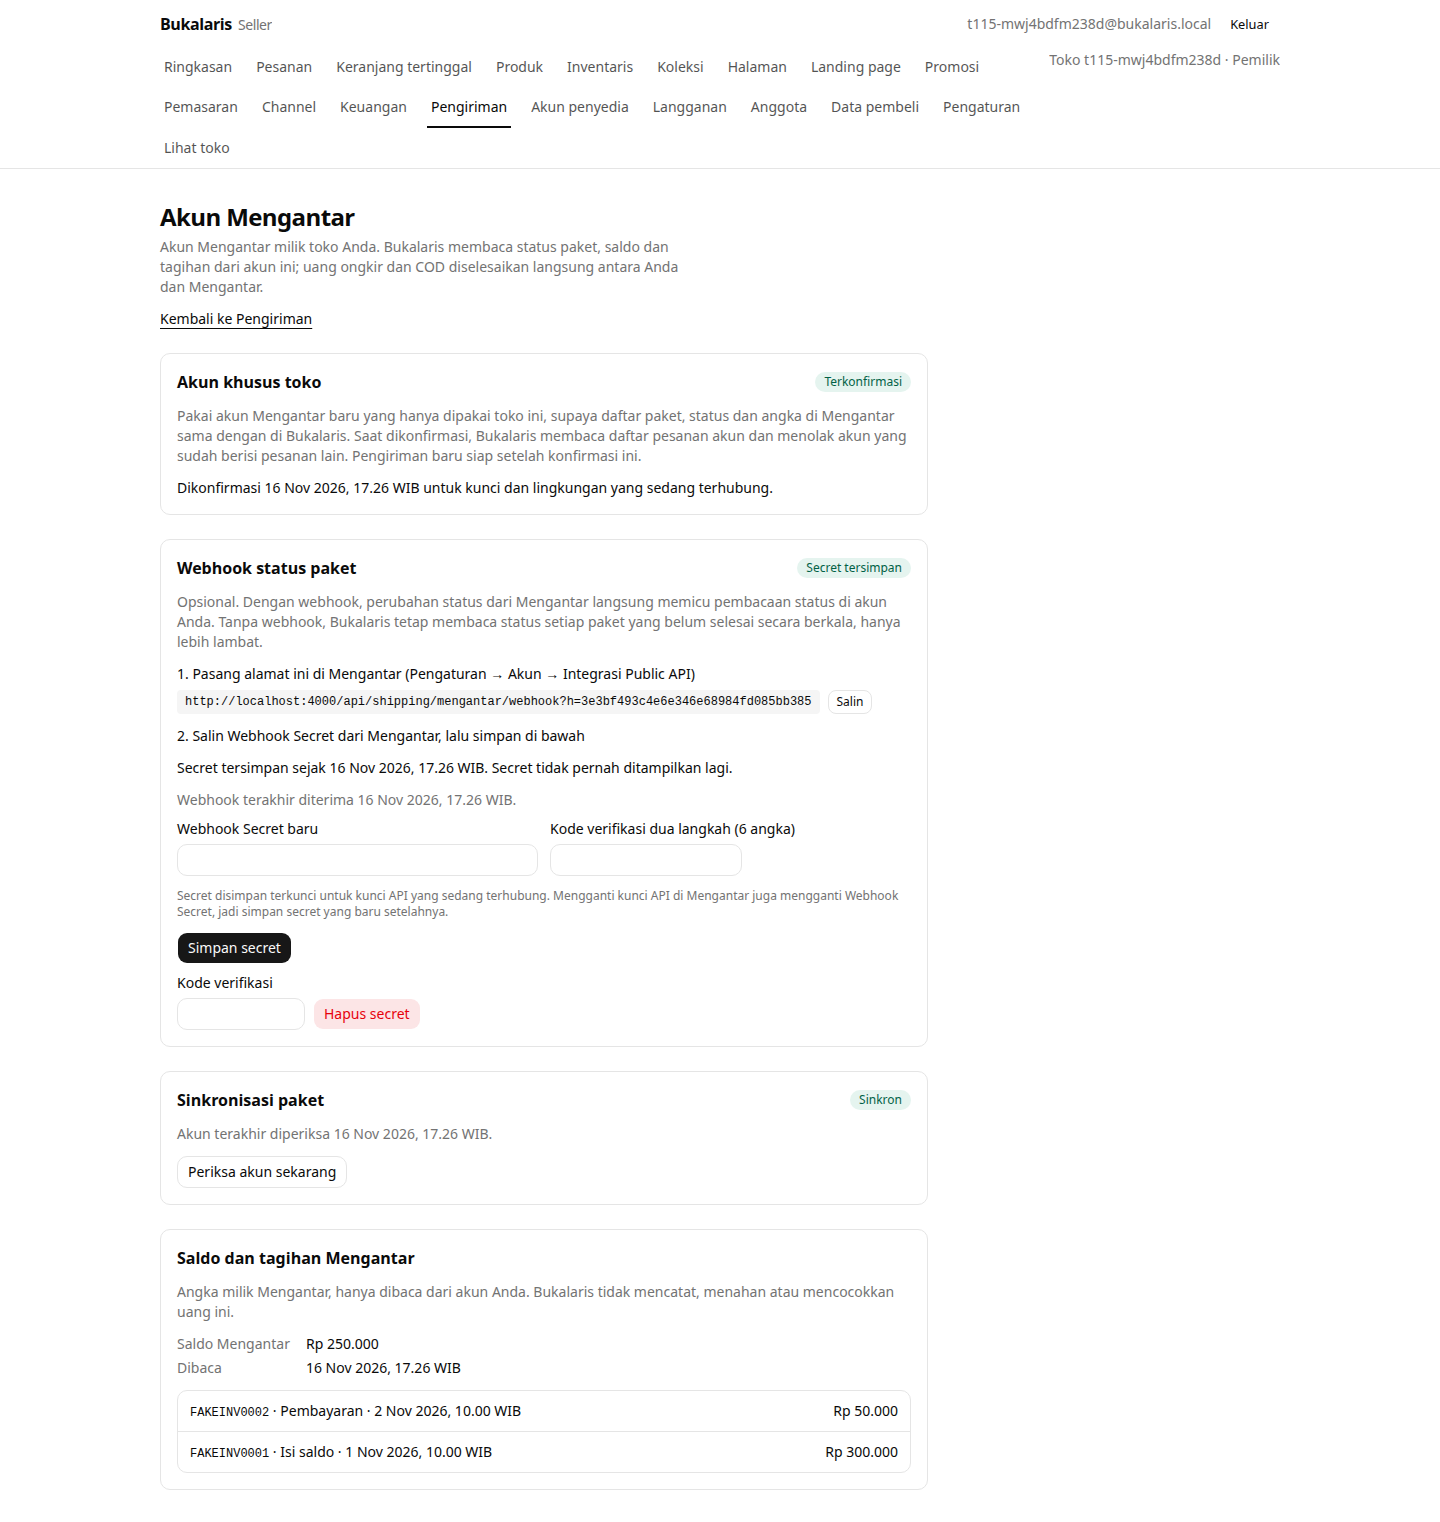 Bukalaris Seller
t115-mwj4bdfm238d@bukalaris.local Keluar
Ringkasan Pesanan Keranjang tertinggal Produk Inventaris Koleksi Halaman Landing page Promosi
Toko t115-mwj4bdfm238d · Pemilik
Pemasaran Channel Keuangan Pengiriman Akun penyedia Langganan Anggota Data pembeli Pengaturan
Lihat toko
Akun Mengantar
Akun Mengantar milik toko Anda. Bukalaris membaca status paket, saldo dan
tagihan dari akun ini; uang ongkir dan COD diselesaikan langsung antara Anda
dan Mengantar.
Kembali ke Pengiriman
Akun khusus toko
Terkonfirmasi
Pakai akun Mengantar baru yang hanya dipakai toko ini, supaya daftar paket, status dan angka di Mengantar
sama dengan di Bukalaris. Saat dikonfirmasi, Bukalaris membaca daftar pesanan akun dan menolak akun yang
sudah berisi pesanan lain. Pengiriman baru siap setelah konfirmasi ini.
Dikonfirmasi 16 Nov 2026, 17.26 WIB untuk kunci dan lingkungan yang sedang terhubung.
Webhook status paket
Secret tersimpan
Opsional. Dengan webhook, perubahan status dari Mengantar langsung memicu pembacaan status di akun
Anda. Tanpa webhook, Bukalaris tetap membaca status setiap paket yang belum selesai secara berkala, hanya
lebih lambat.
1. Pasang alamat ini di Mengantar (Pengaturan → Akun → Integrasi Public API)
http://localhost:4000/api/shipping/mengantar/webhook?h=3e3bf493c4e6e346e68984fd085bb385 Salin
2. Salin Webhook Secret dari Mengantar, lalu simpan di bawah
Secret tersimpan sejak 16 Nov 2026, 17.26 WIB. Secret tidak pernah ditampilkan lagi.
Webhook terakhir diterima 16 Nov 2026, 17.26 WIB.
Webhook Secret baru Kode verifikasi dua langkah (6 angka)
Secret disimpan terkunci untuk kunci API yang sedang terhubung. Mengganti kunci API di Mengantar juga mengganti Webhook
Secret, jadi simpan secret yang baru setelahnya.
Simpan secret
Kode verifikasi
Hapus secret
Sinkronisasi paket
Sinkron
Akun terakhir diperiksa 16 Nov 2026, 17.26 WIB.
Periksa akun sekarang
Saldo dan tagihan Mengantar
Angka milik Mengantar, hanya dibaca dari akun Anda. Bukalaris tidak mencatat, menahan atau mencocokkan
uang ini.
Saldo Mengantar Rp 250.000
Dibaca 16 Nov 2026, 17.26 WIB
FAKEINV0002 · Pembayaran · 2 Nov 2026, 10.00 WIB Rp 50.000
FAKEINV0001 · Isi saldo · 1 Nov 2026, 10.00 WIB Rp 300.000